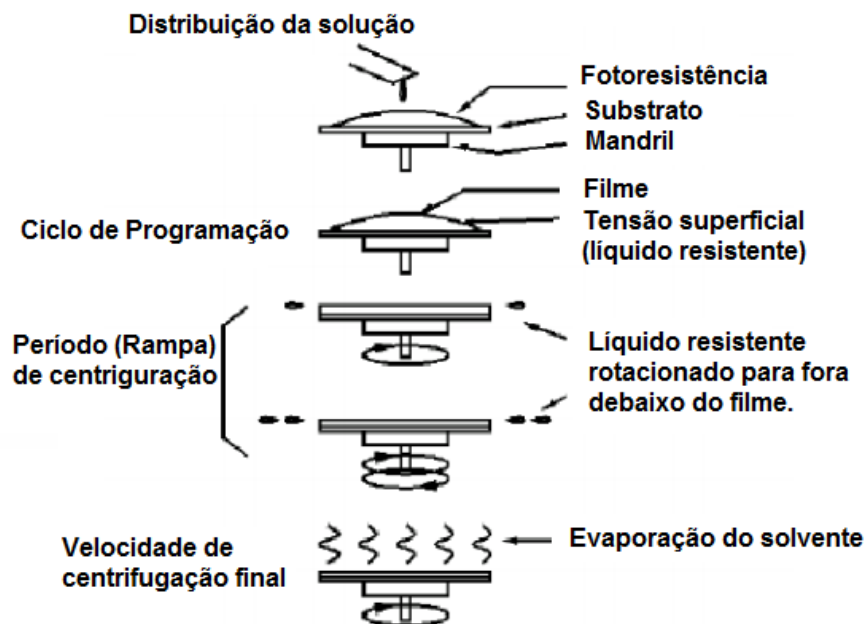 Distribuição da solução
Fotoresistência
Substrato
Mandril
Filme
Tensão superficial
(líquido resistente)
Ciclo de Programação
Período (Rampa)
de centriguração
Líquido resistente
rotacionado para fora
debaixo do filme.
Evaporação do solvente
Velocidade de
centrifugação final